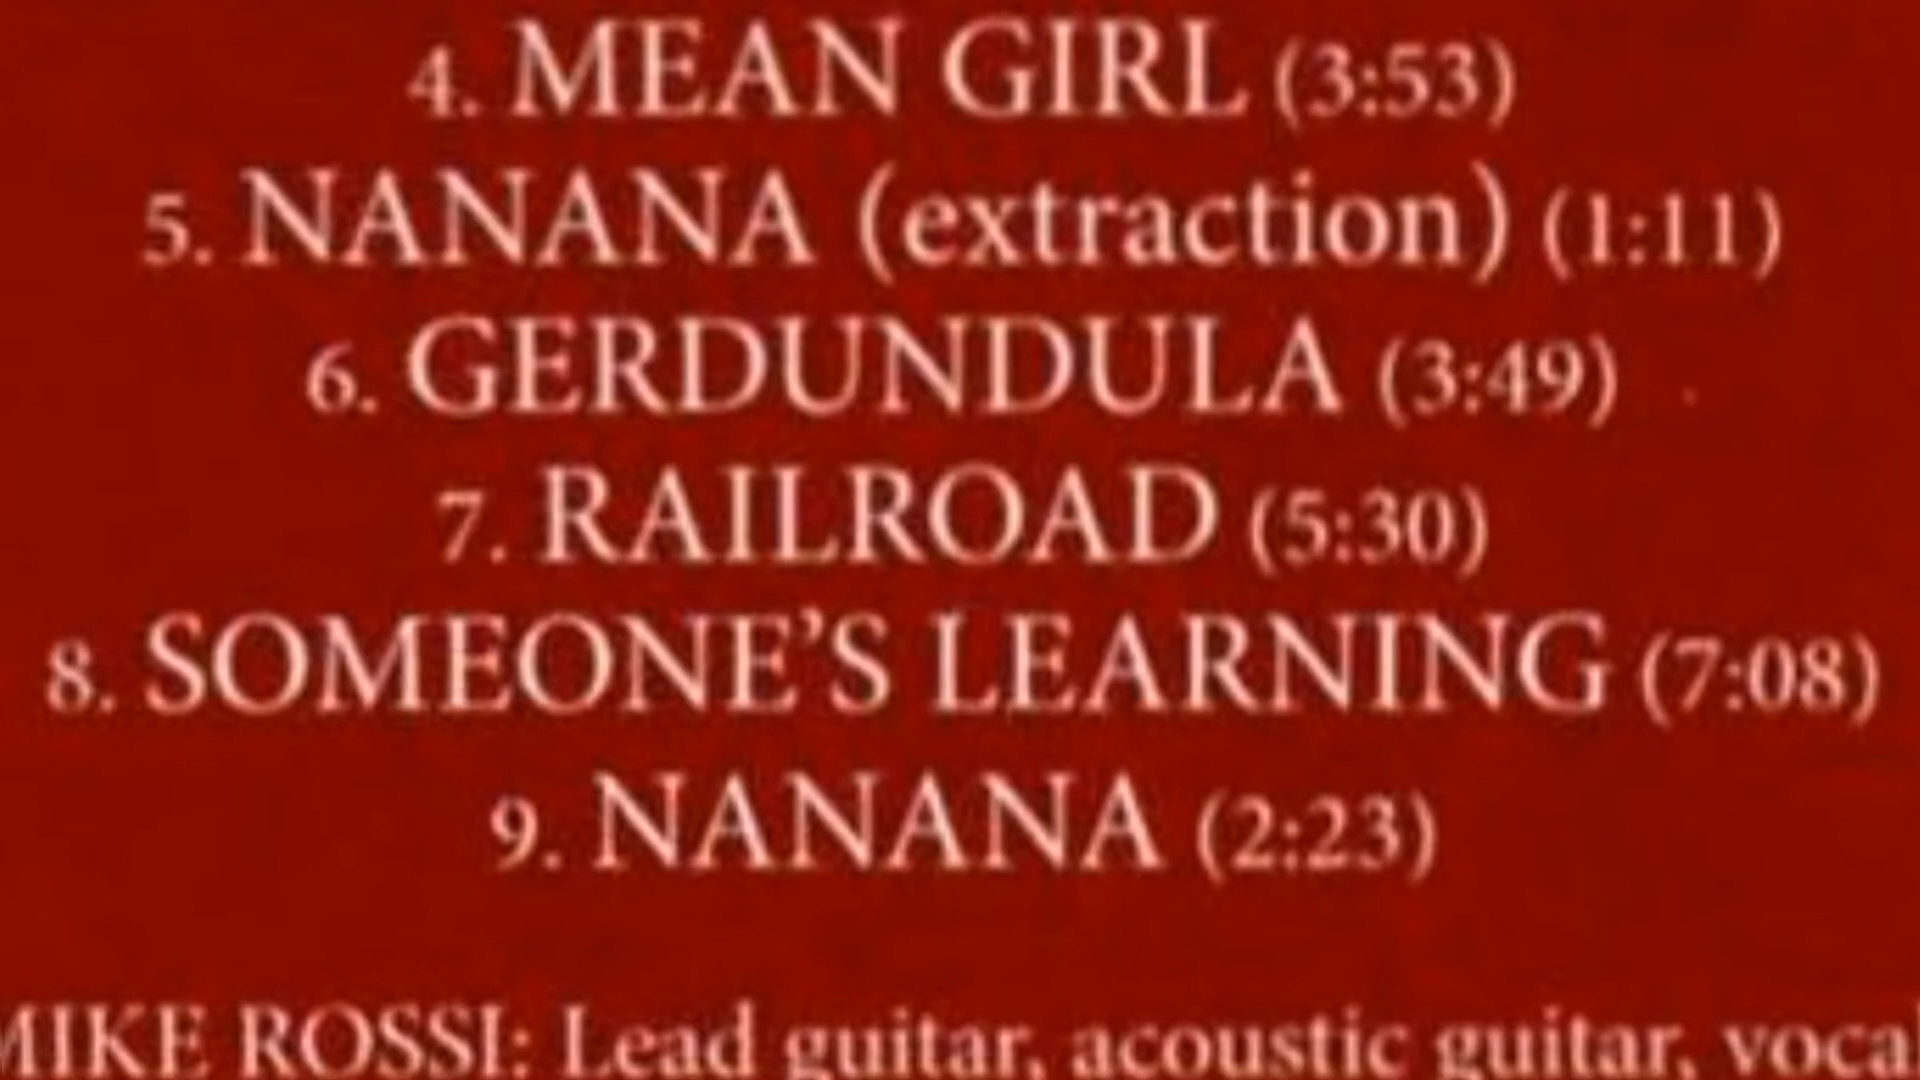 4. MEAN GIRL (3:53)
5. NANANA (extraction) (1:11)
6. GERDUNDULA (3:49)
7. RAILROAD (5:30)
8. SOMEONE’S LEARNING (7:08)
9. NANANA (2:23)
MIKE ROSSI: Lead guitar, acoustic guitar,